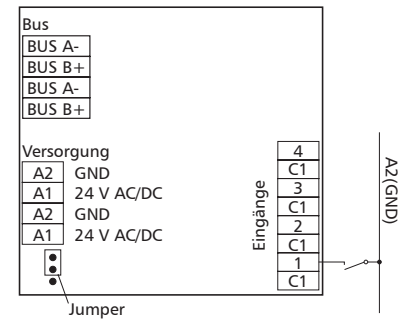 Bus
BUS A-
BUS B+
BUS A-
BUS B+
Versorgung
A2 GND
A1 24 V AC/DC
A2 GND
A1 24 V AC/DC
Jumper
Eingänge
4
C1
3
C1
2
C1
1
C1
A2(GND)